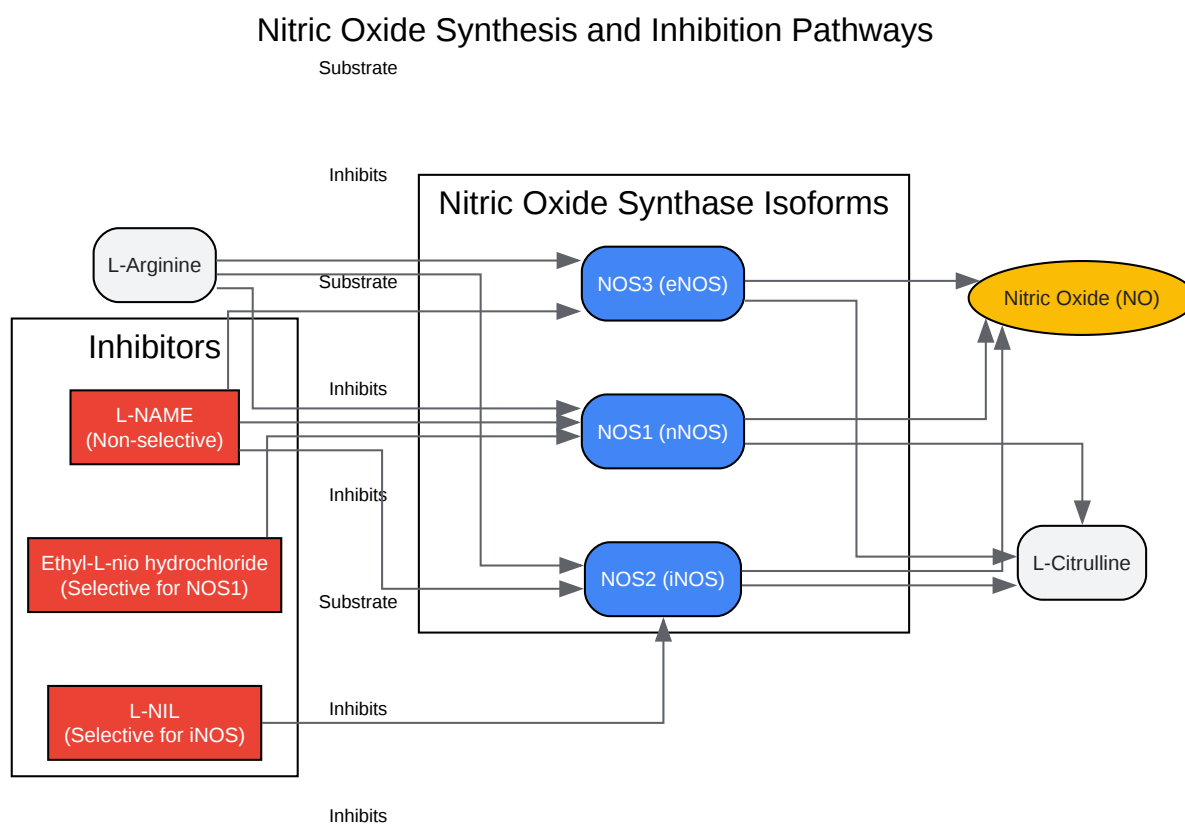 Nitric Oxide Synthesis and Inhibition Pathways
Substrate
Inhibits
Nitric Oxide Synthase Isoforms
L-Arginine
Substrate
NOS3 (eNOS)
Nitric Oxide (NO)
Inhibitors
Inhibits
L-NAME
(Non-selective)
NOS1 (nNOS)
Inhibits
Ethyl-L-nio hydrochloride
(Selective for NOS1)
NOS2 (iNOS)
L-Citrulline
Substrate
L-NIL
(Selective for iNOS)
Inhibits
Inhibits